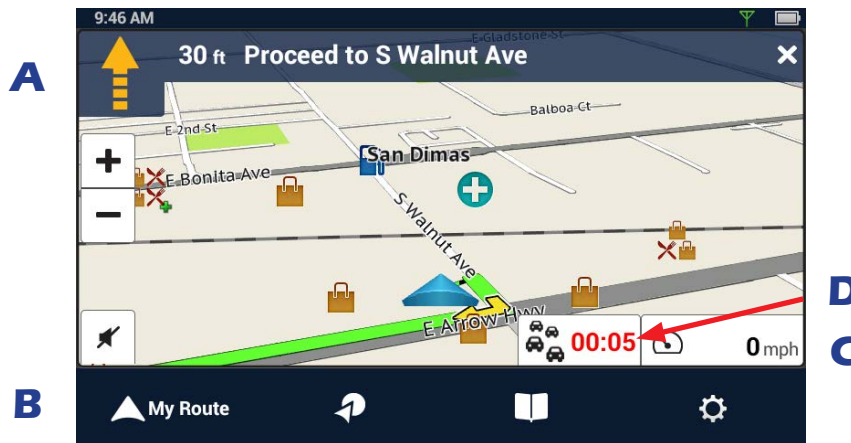 9:46 AM
E Gladstone St
30 ft Proceed to S Walnut Ave
A
Balboa Ct
E 2nd St
+
San Dimas
E Bonita Ave
−
S Walnut Ave
E Arrow Hwy
D
00:05
0 mph
C
B
My Route